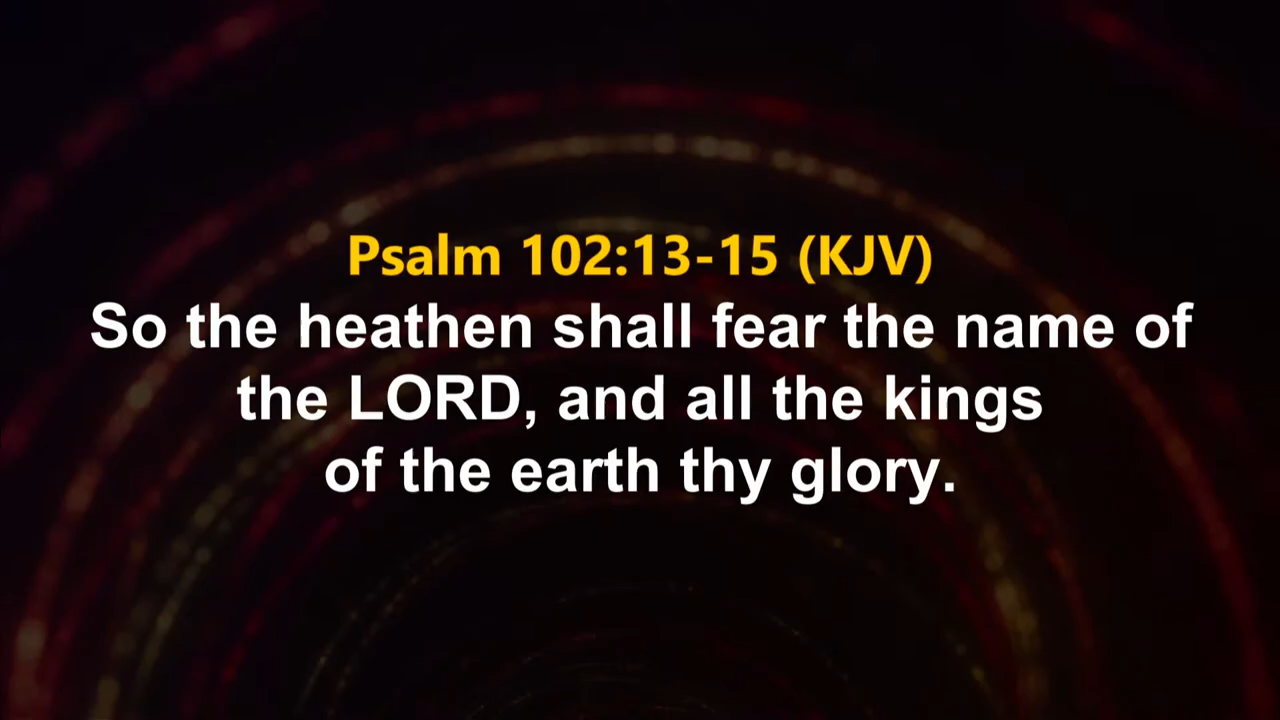 Psalm 102:13-15 (KJV)
So the heathen shall fear the name of
the LORD, and all the kings
of the earth thy glory.